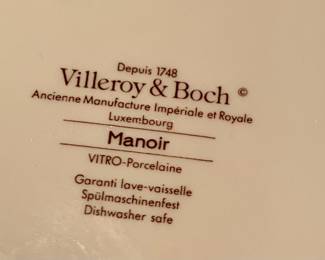 Depuis 1748
Villeroy & Boch ©
Ancienne Manufacture Impériale et Royale
Luxembourg
Manoir
VITRO-Porcelaine
Garanti lave-vaisselle
Spülmaschinenfest
Dishwasher safe